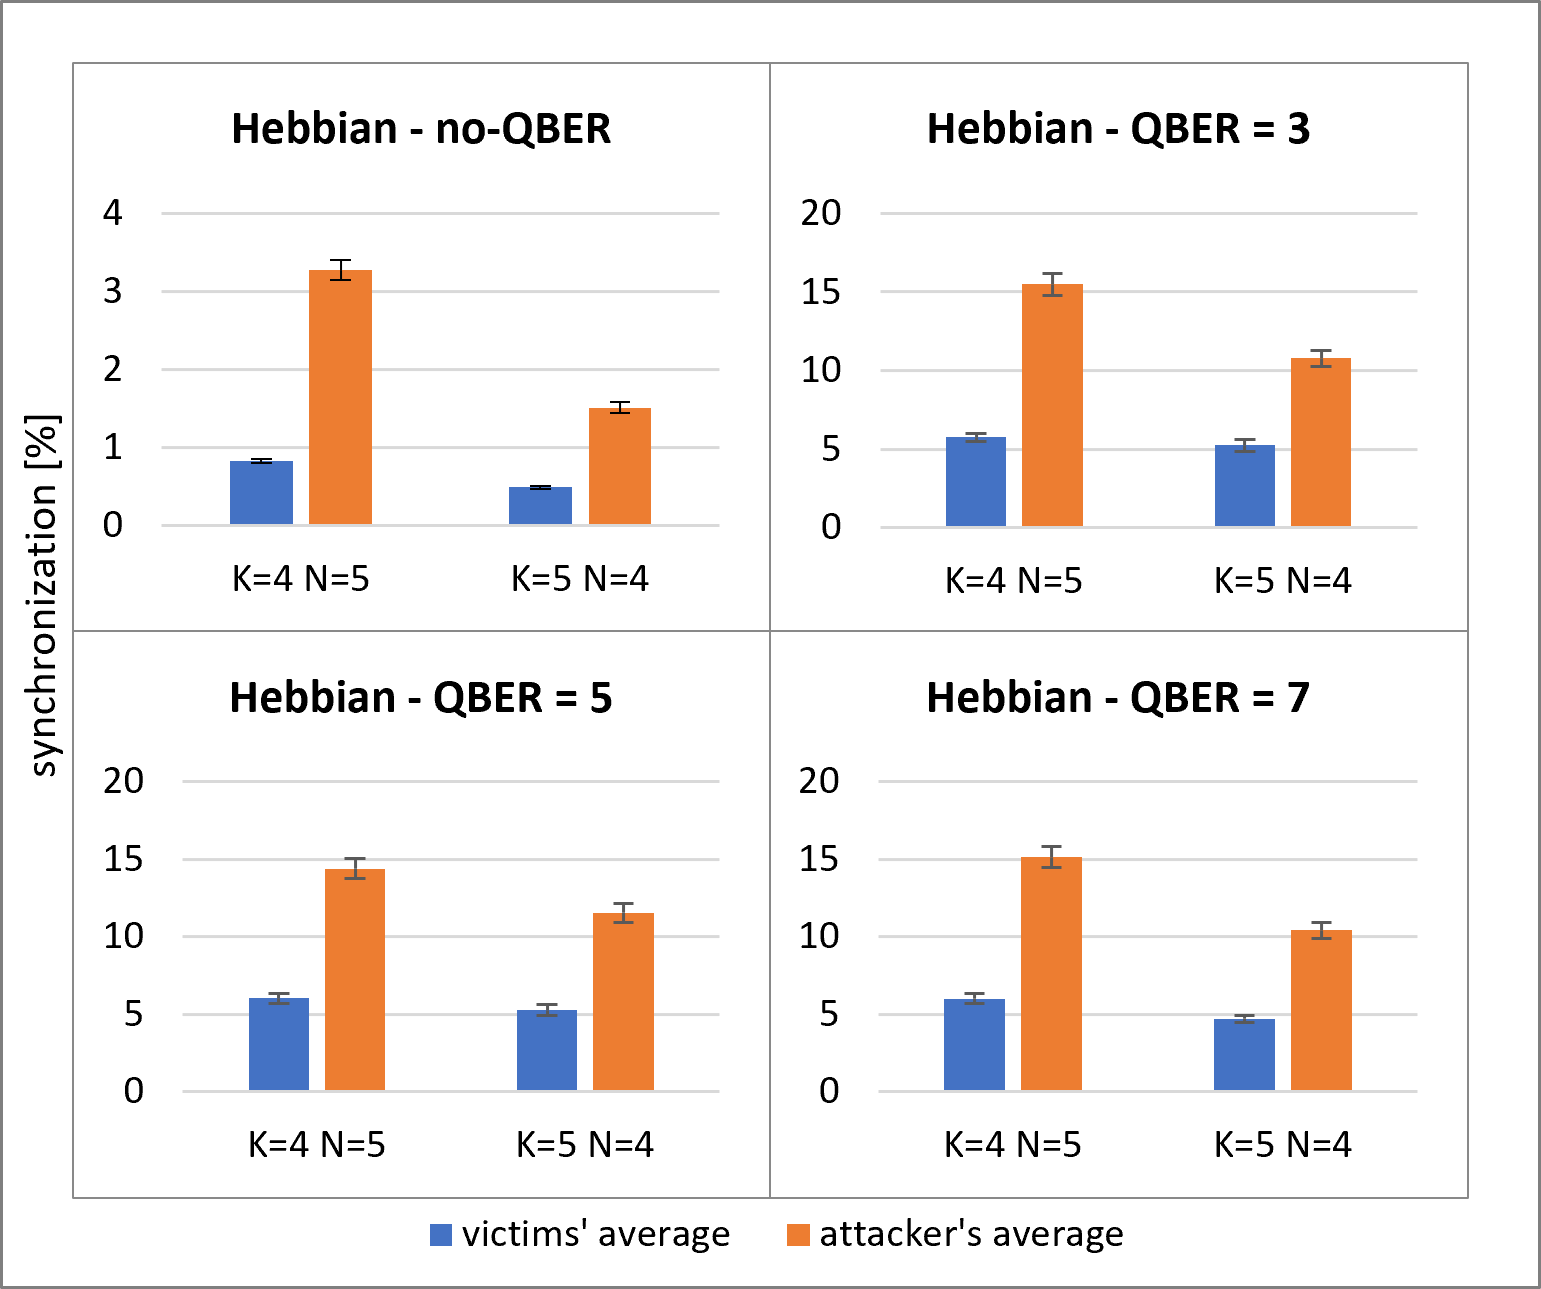 synchronization [%]
Hebbian - no-QBER
4
3
2
1
0
K=4 N=5 K=5 N=4
Hebbian - QBER = 3
20
15
10
5
0
K=4 N=5 K=5 N=4
Hebbian - QBER = 5
20
15
10
5
0
K=4 N=5 K=5 N=4
Hebbian - QBER = 7
20
15
10
5
0
K=4 N=5 K=5 N=4
victims' average attacker's average